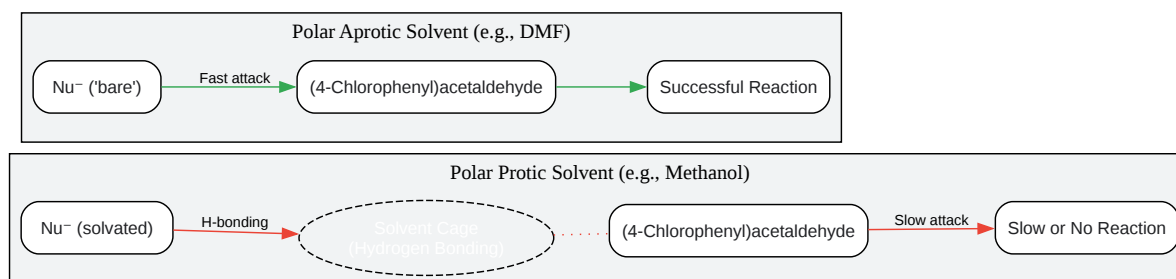 Polar Aprotic Solvent (e.g., DMF)
Nu⁻ ('bare')
Fast attack
(4-Chlorophenyl)acetaldehyde
Successful Reaction
Polar Protic Solvent (e.g., Methanol)
Nu⁻ (solvated)
H-bonding
Solvent Cage
(Hydrogen Bonding)
(4-Chlorophenyl)acetaldehyde
Slow attack
Slow or No Reaction